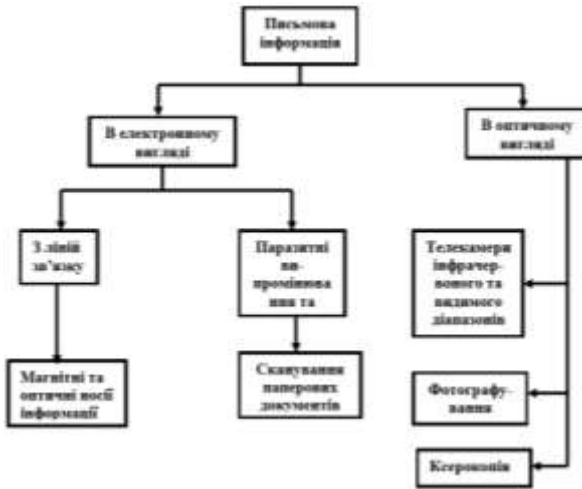 Письмова
інформація
В електронному
вигляді
В оптичному
вигляді
З ліній
зв'язку
Паразитні
ви-
промінюва
ння та
Телекамери
інфрачер-
воного та
видимого
діапазонів
Магнітні та
оптичні носії
інформації
Сканування
паперових
документів
Фотографу-
вання
Ксерокопія